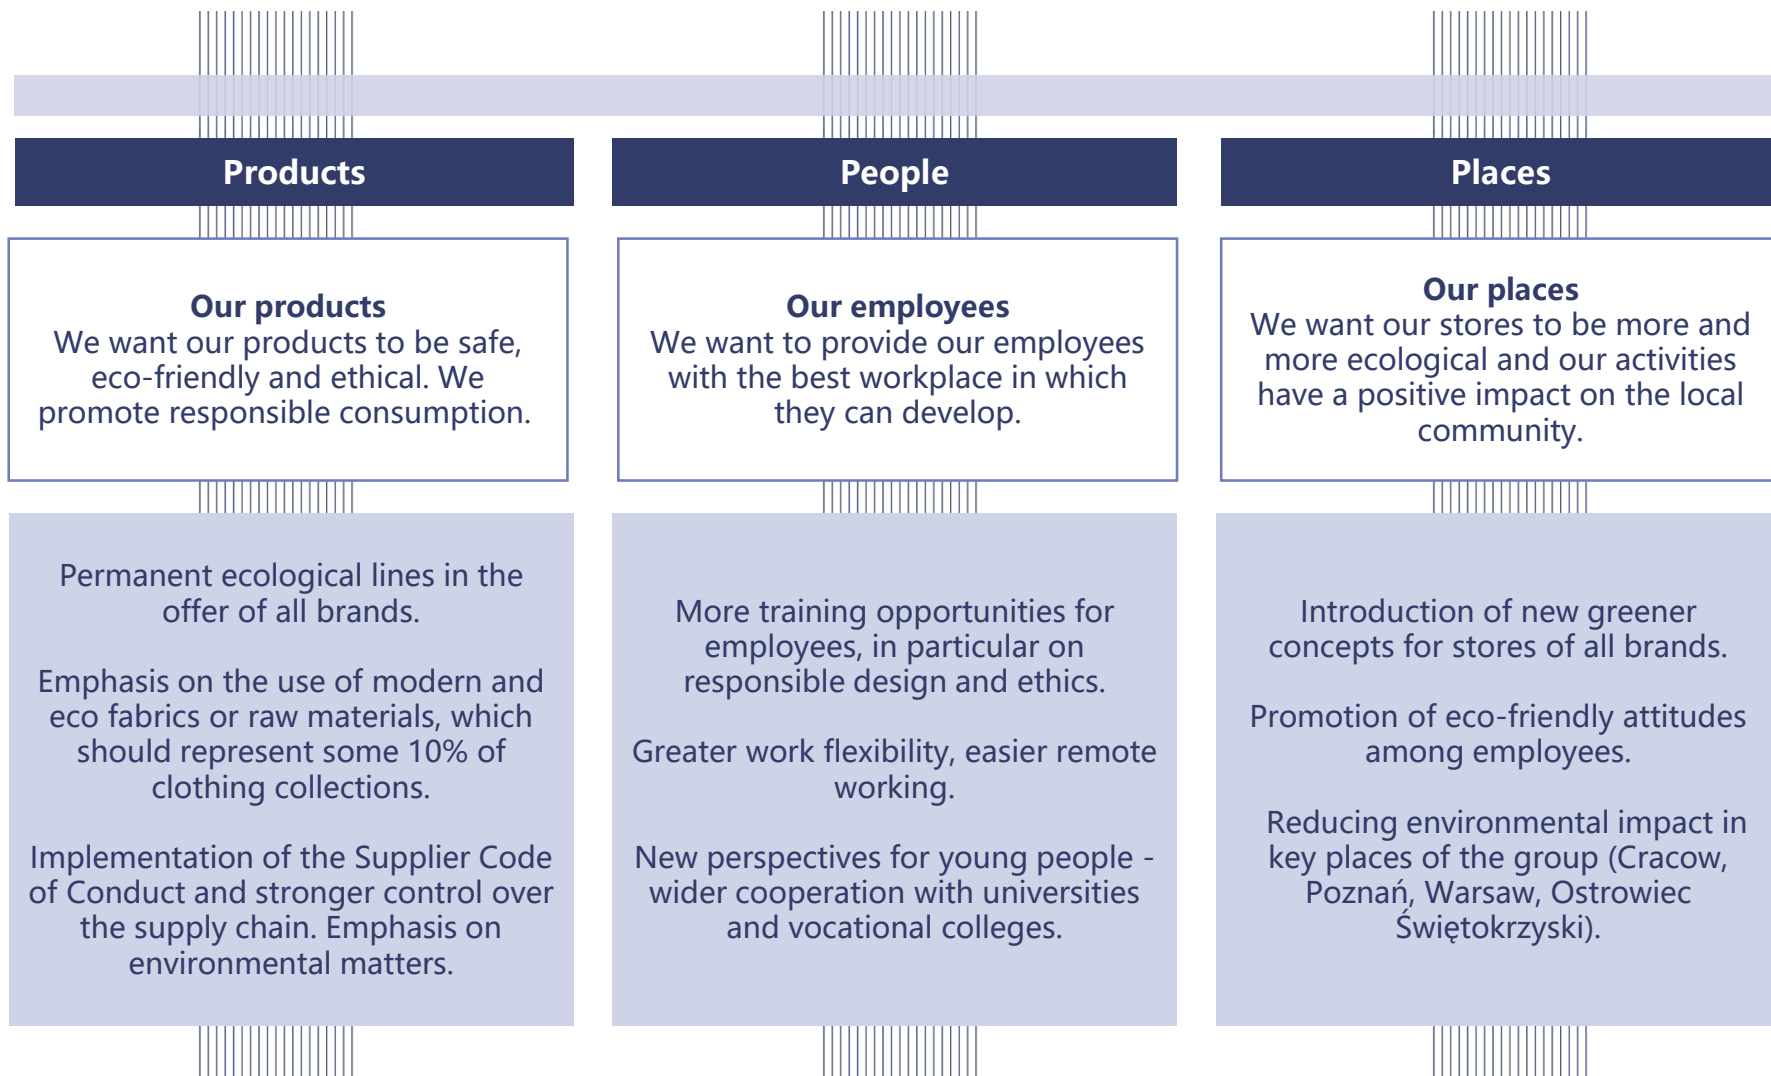 Products
Our products
We want our products to be safe,
eco-friendly and ethical. We
promote responsible consumption.
Permanent ecological lines in the
offer of all brands.
Emphasis on the use of modern and
eco fabrics or raw materials, which
should represent some 10% of
clothing collections.
Implementation of the Supplier Code
of Conduct and stronger control over
the supply chain. Emphasis on
environmental matters.
People
Our employees
We want to provide our employees
with the best workplace in which
they can develop.
More training opportunities for
employees, in particular on
responsible design and ethics.
Greater work flexibility, easier remote
working.
New perspectives for young people -
wider cooperation with universities
and vocational colleges.
Places
Our places
We want our stores to be more and
more ecological and our activities
have a positive impact on the local
community.
Introduction of new greener
concepts for stores of all brands.
Promotion of eco-friendly attitudes
among employees.
Reducing environmental impact in
key places of the group (Cracow,
Poznań, Warsaw, Ostrowiec
Świętokrzyski).